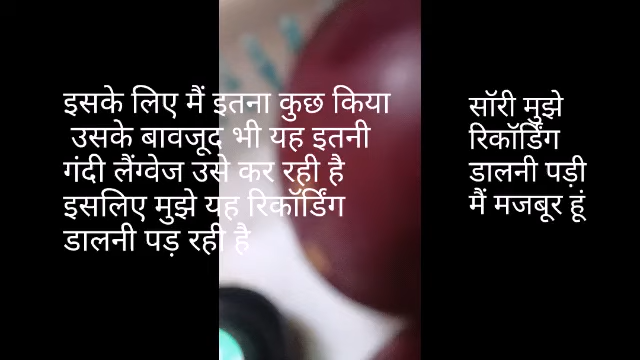 इसके लिए मैं इतना कुछ किया
उसके बावजूद भी यह इतनी
गंदी लैंग्वेज उसे कर रही है
इसलिए मुझे यह रिकॉर्डिंग
डालनी पड़ रही है
सॉरी मुझे
रिकॉर्डिंग
डालनी पड़ी
मैं मजबूर हूं